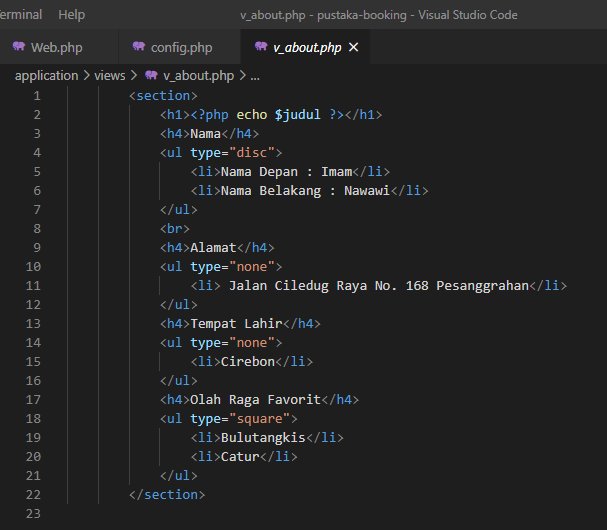 Terminal Help v_about.php - pustaka-booking - Visual Studio Code
Web.php config.php v_about.php ×
application > views > v_about.php > ...
1 <section>
2 <h1><?php echo $judul ?></h1>
3 <h4>Nama</h4>
4 <ul type="disc">
5 <li>Nama Depan : Imam</li>
6 <li>Nama Belakang : Nawawi</li>
7 </ul>
8 <br>
9 <h4>Alamat</h4>
10 <ul type="none">
11 <li> Jalan Ciledug Raya No. 168 Pesanggrahan</li>
12 </ul>
13 <h4>Tempat Lahir</h4>
14 <ul type="none">
15 <li>Cirebon</li>
16 </ul>
17 <h4>Olah Raga Favorit</h4>
18 <ul type="square">
19 <li>Bulutangkis</li>
20 <li>Catur</li>
21 </ul>
22 </section>
23